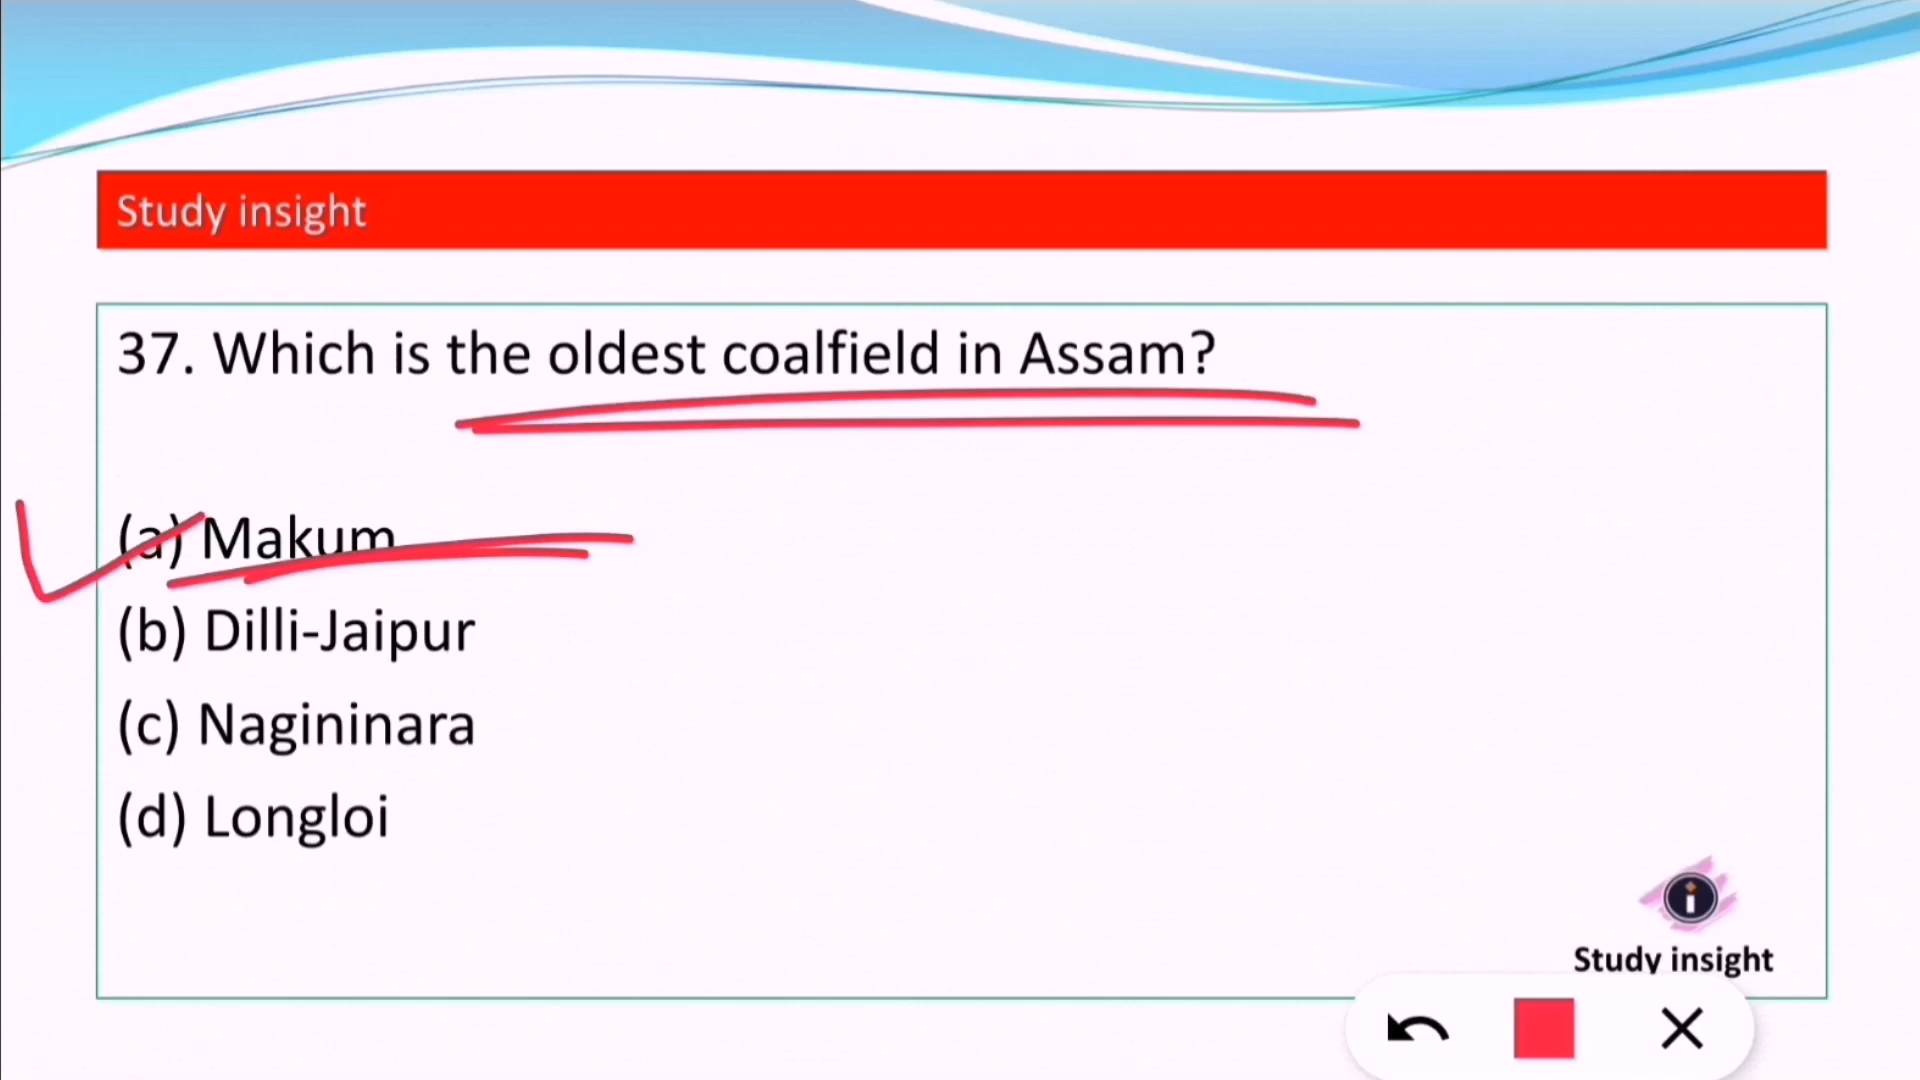 Study insight
37. Which is the oldest coalfield in Assam?
(a) Makum
(b) Dilli-Jaipur
(c) Nagininara
(d) Longloi
i
Study insight